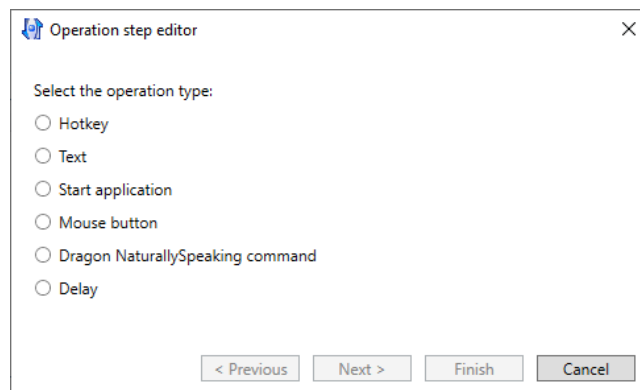 Operation step editor
Select the operation type:
Hotkey
Text
Start application
Mouse button
Dragon NaturallySpeaking command
Delay
< Previous Next > Finish Cancel